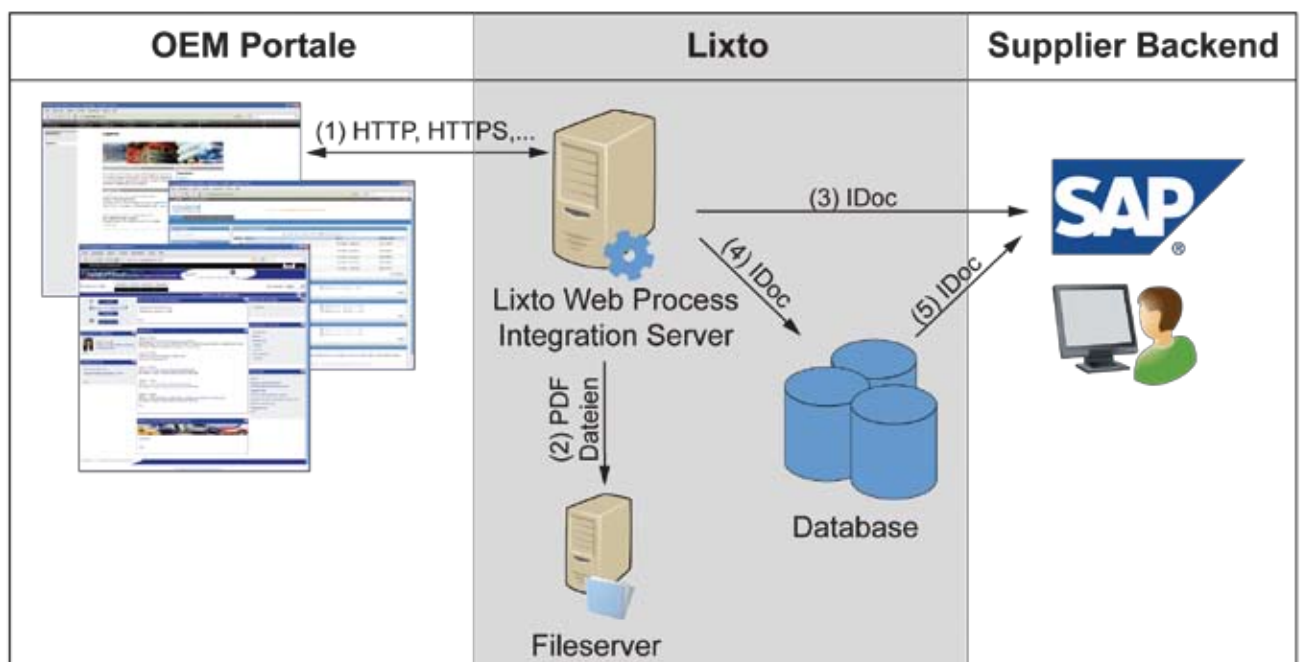 OEM Portale
Lixto
Supplier Backend
(1) HTTP, HTTPS,...
(3) IDoc
SAP
®
(4) IDoc
(5) IDoc
Lixto Web Process
Integration Server
(2) PDF
Dateien
Database
Fileserver